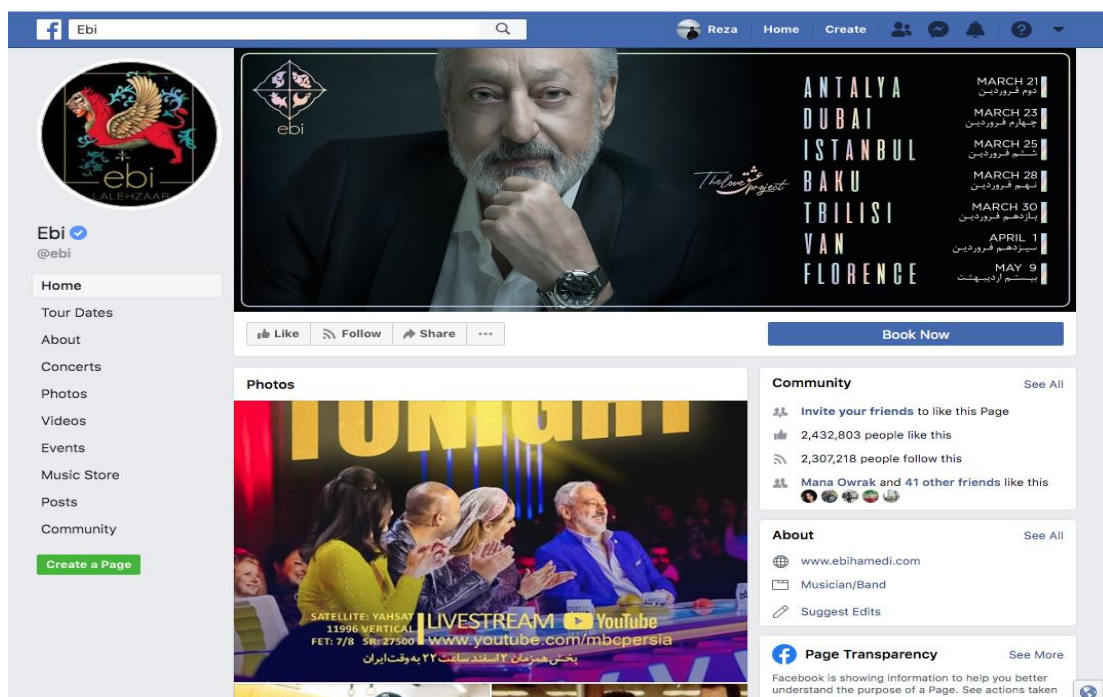 Ebi
Reza
Home
Create
ebi
LALEHZAAR
Ebi
@ebi
Home
Tour Dates
About
Concerts
Photos
Videos
Events
Music Store
Posts
Community
Create a Page
ebi
The love project عشق
ANTALYA
MARCH 21
دوم فروردین
DUBAI
MARCH 23
چهارم فروردین
ISTANBUL
MARCH 25
ششم فروردین
BAKU
MARCH 28
نهم فروردین
TBILISI
MARCH 30
یازدهم فروردین
VAN
APRIL 1
سیزدهم فروردین
FLORENCE
MAY 9
بیستم اردیبهشت
Like
Follow
Share
Book Now
Photos
TONIGHT
SATELLITE: YAHSAT
11996 VERTICAL
FET: 7/8 SR: 27500
LIVESTREAM YouTube
www.youtube.com/mbcpersia
پخش همزمان ۲ اسفند ساعت ۲۲ به وقت ایران
Community
See All
Invite your friends to like this Page
2,432,803 people like this
2,307,218 people follow this
Mana Owrak and 41 other friends like this
About
See All
www.ebihamedi.com
Musician/Band
Suggest Edits
Page Transparency
See More
Facebook is showing information to help you better
understand the purpose of a Page. See actions taken